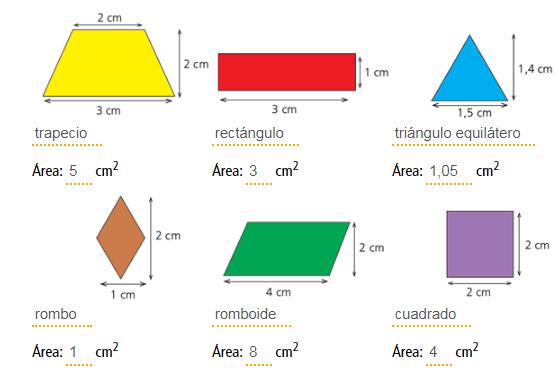 2 cm
2 cm
3 cm
1 cm
3 cm
1,4 cm
1,5 cm
trapecio
rectángulo
triángulo equilátero
Área: 5 cm²
Área: 3 cm²
Área: 1,05 cm²
2 cm
1 cm
2 cm
4 cm
2 cm
2 cm
rombo
romboide
cuadrado
Área: 1 cm²
Área: 8 cm²
Área: 4 cm²